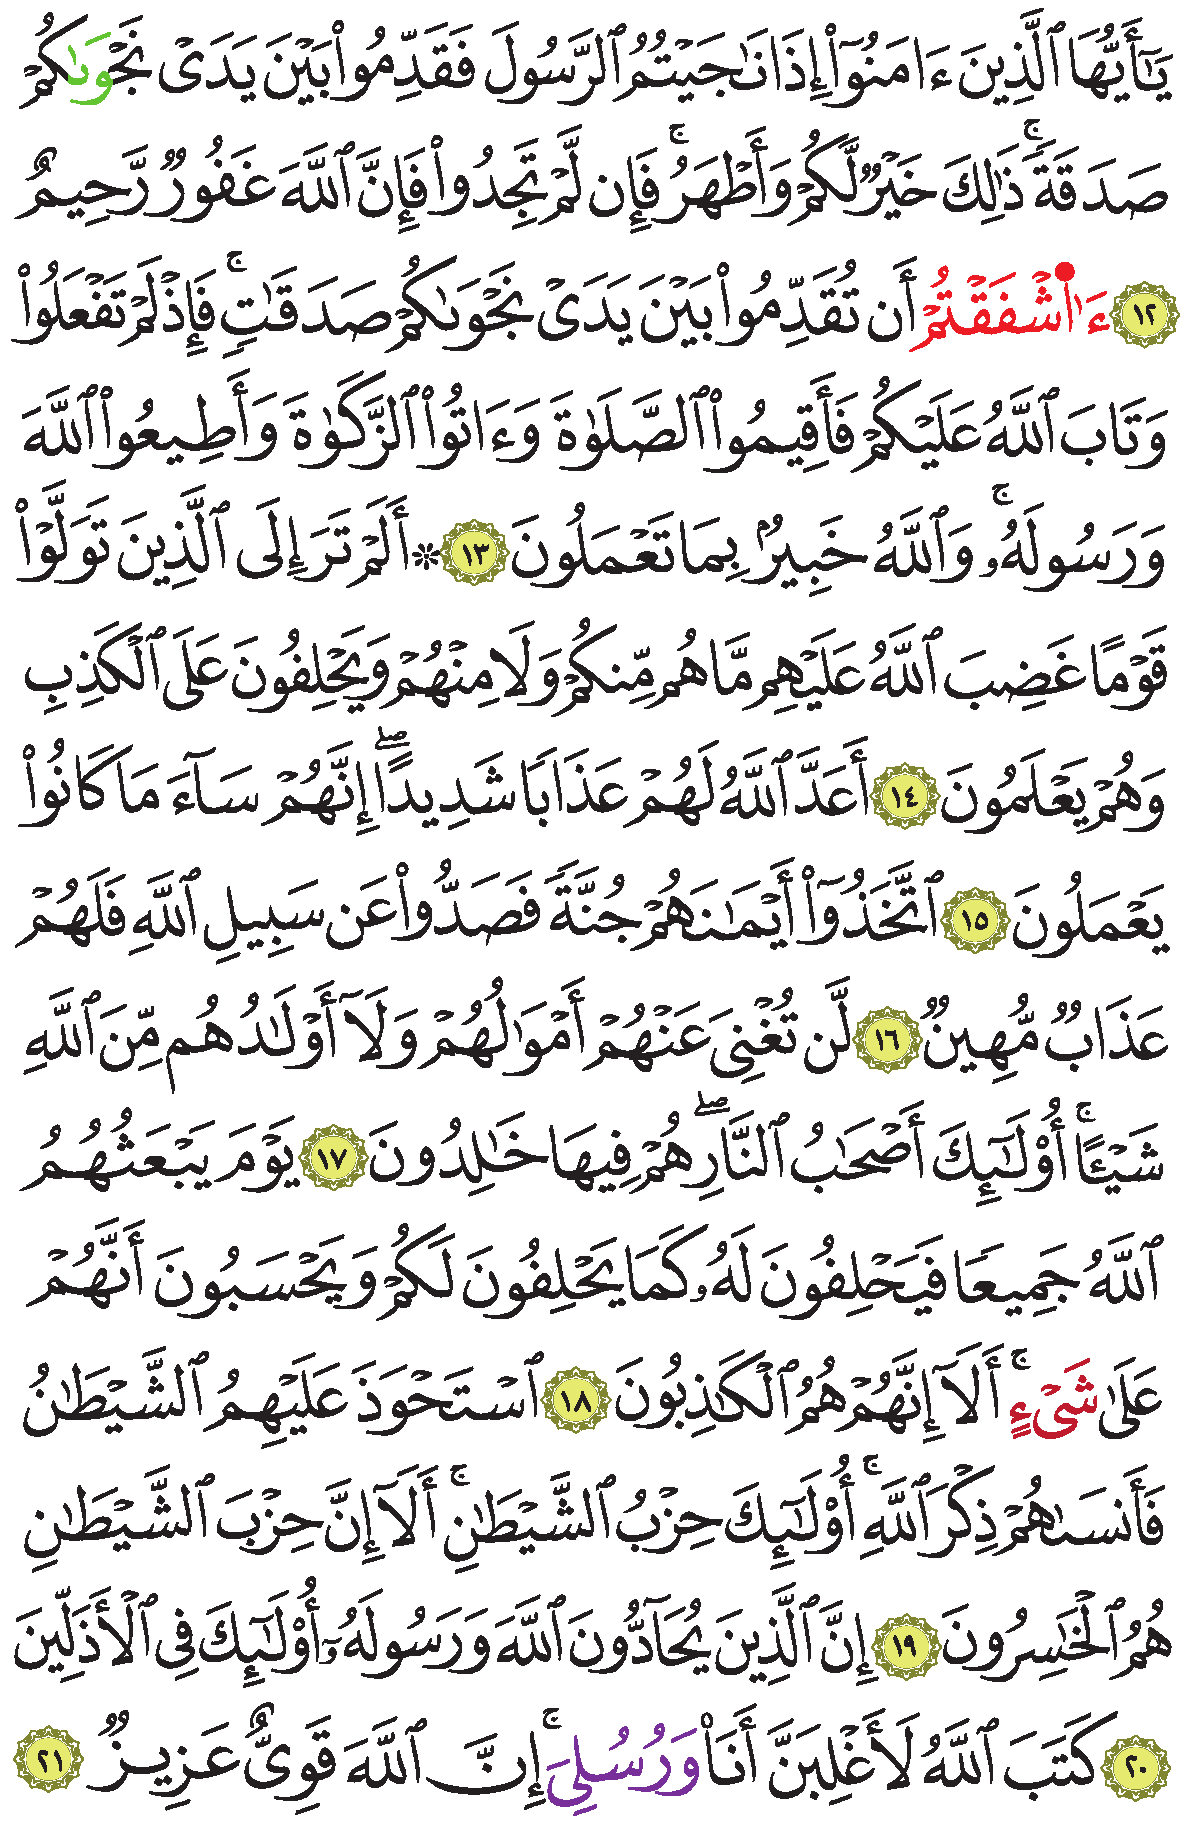 يَٰٓأَيُّهَا ٱلَّذِينَ ءَامَنُوٓاْ إِذَا نَٰجَيۡتُمُ ٱلرَّسُولَ فَقَدِّمُواْ بَيۡنَ يَدَيۡ نَجۡوَىٰكُمۡ
صَدَقَةٗۚ ذَٰلِكَ خَيۡرٞ لَّكُمۡ وَأَطۡهَرُۚ فَإِن لَّمۡ تَجِدُواْ فَإِنَّ ٱللَّهَ غَفُورٞ رَّحِيمٌ
١٢ ءَا۬شۡفَقۡتُمۡ أَن تُقَدِّمُواْ بَيۡنَ يَدَيۡ نَجۡوَىٰكُمۡ صَدَقَٰتٖۚ فَإِذۡ لَمۡ تَفۡعَلُواْ
وَتَابَ ٱللَّهُ عَلَيۡكُمۡ فَأَقِيمُواْ ٱلصَّلَوٰةَ وَءَاتُواْ ٱلزَّكَوٰةَ وَأَطِيعُواْ ٱللَّهَ
وَرَسُولَهُۥۚ وَٱللَّهُ خَبِيرُۢ بِمَا تَعۡمَلُونَ ١٣ ۞أَلَمۡ تَرَ إِلَى ٱلَّذِينَ تَوَلَّوۡاْ
قَوۡمًا غَضِبَ ٱللَّهُ عَلَيۡهِم مَّا هُم مِّنكُمۡ وَلَا مِنۡهُمۡ وَيَحۡلِفُونَ عَلَى ٱلۡكَذِبِ
وَهُمۡ يَعۡلَمُونَ ١٤ أَعَدَّ ٱللَّهُ لَهُمۡ عَذَابٗا شَدِيدًاۖ إِنَّهُمۡ سَآءَ مَا كَانُواْ
يَعۡمَلُونَ ١٥ ٱتَّخَذُوٓاْ أَيۡمَٰنَهُمۡ جُنَّةٗ فَصَدُّواْ عَن سَبِيلِ ٱللَّهِ فَلَهُمۡ
عَذَابٞ مُّهِينٞ ١٦ لَّن تُغۡنِيَ عَنۡهُمۡ أَمۡوَٰلُهُمۡ وَلَآ أَوۡلَٰدُهُم مِّنَ ٱللَّهِ
شَيۡـًٔاۚ أُوْلَٰٓئِكَ أَصۡحَٰبُ ٱلنَّارِۖ هُمۡ فِيهَا خَٰلِدُونَ ١٧ يَوۡمَ يَبۡعَثُهُمُ
ٱللَّهُ جَمِيعٗا فَيَحۡلِفُونَ لَهُۥ كَمَا يَحۡلِفُونَ لَكُمۡ وَيَحۡسَبُونَ أَنَّهُمۡ
عَلَىٰ شَيۡءٍۚ أَلَآ إِنَّهُمۡ هُمُ ٱلۡكَٰذِبُونَ ١٨ ٱسۡتَحۡوَذَ عَلَيۡهِمُ ٱلشَّيۡطَٰنُ
فَأَنسَىٰهُمۡ ذِكۡرَ ٱللَّهِۚ أُوْلَٰٓئِكَ حِزۡبُ ٱلشَّيۡطَٰنِۚ أَلَآ إِنَّ حِزۡبَ ٱلشَّيۡطَٰنِ
هُمُ ٱلۡخَٰسِرُونَ ١٩ إِنَّ ٱلَّذِينَ يُحَآدُّونَ ٱللَّهَ وَرَسُولَهُۥٓ أُوْلَٰٓئِكَ فِي ٱلۡأَذَلِّينَ
٢٠ كَتَبَ ٱللَّهُ لَأَغۡلِبَنَّ أَنَا۠ وَرُسُلِيَۚ إِنَّ ٱللَّهَ قَوِيٌّ عَزِيزٞ ٢١